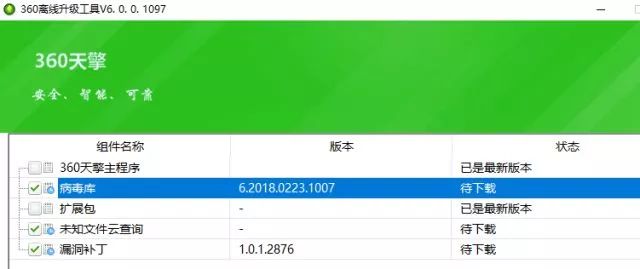 360离线升级工具V6. 0. 0. 1097
360天擎
安全、智能、可靠
组件名称 版本 状态
360天擎主程序 已是最新版本
病毒库 6.2018.0223.1007 待下载
扩展包 - 已是最新版本
未知文件云查询 - 待下载
漏洞补丁 1.0.1.2876 待下载